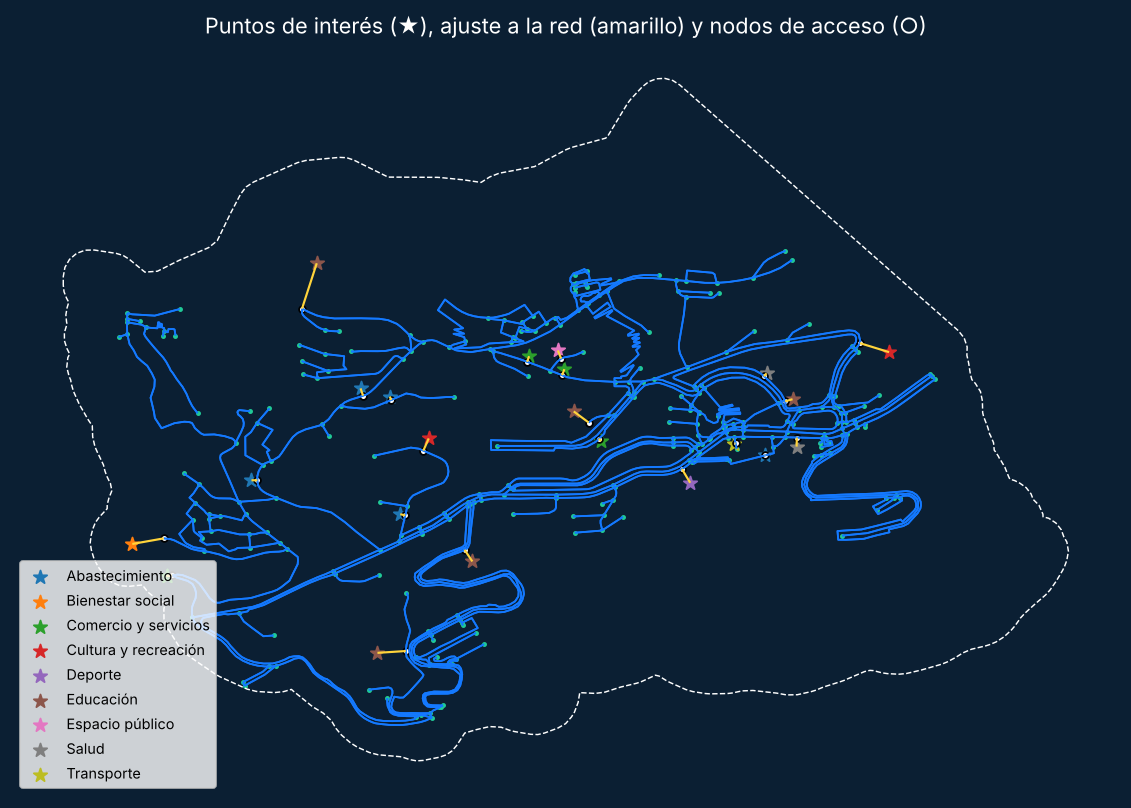 Puntos de interés (★), ajuste a la red (amarillo) y nodos de acceso (○)
Abastecimiento
Bienestar social
Comercio y servicios
Cultura y recreación
Deporte
Educación
Espacio público
Salud
Transporte